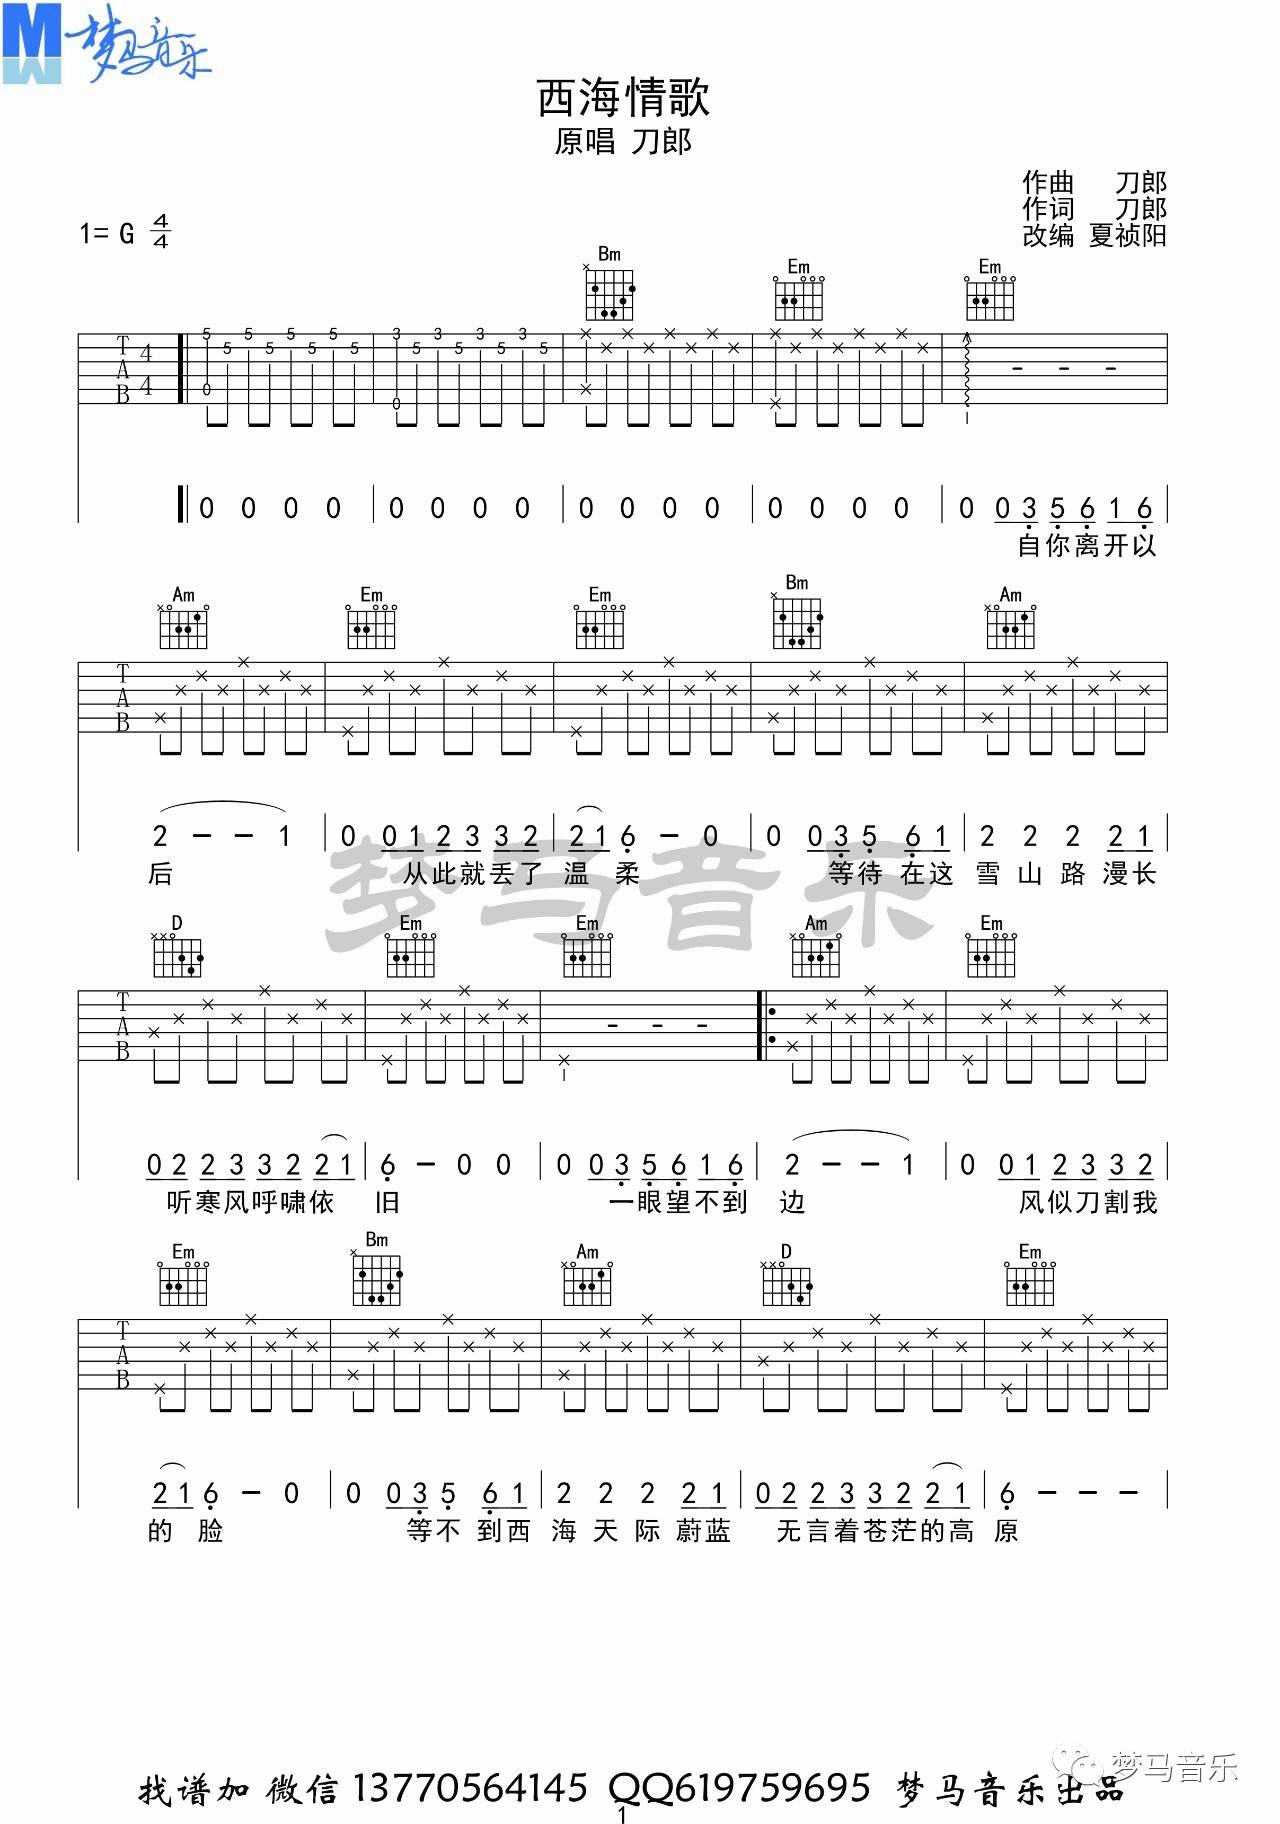 M 梦马音乐
西海情歌
原唱 刀郎
作曲 刀郎
作词 刀郎
改编 夏祯阳
1= G 4/4
Bm Em Em
5 5 5 5 5 5 5 5 3 5 3 5 3 5 3 5
T A B 4 4 0 0 - - -
0 0 0 0 0 0 0 0 0 0 0 0 0 0 0 0 0 0 3 5 6 1 6
自你离开以
Am Em Em Bm Am
T A B
2 - - 1 0 0 1 2 3 3 2 2 1 6 - 0 0 0 3 5 6 1 2 2 2 2 1
后 从此就丢了 温柔 等待 在这 雪山路漫长
梦马音乐
D Em Em Am Em
T A B - - -
0 2 2 3 3 2 2 1 6 - 0 0 0 0 3 5 6 1 6 2 - - 1 0 0 1 2 3 3 2
听寒风呼啸依 旧 一眼望不到 边 风似刀割我
Em Bm Am D Em
T A B
2 1 6 - 0 0 0 3 5 6 1 2 2 2 2 1 0 2 2 3 3 2 2 1 6 - - -
的 脸 等不 到西 海天际蔚蓝 无言着苍茫的高 原
梦马音乐
找谱加 微信 13770564145 QQ619759695 梦马音乐出品
1